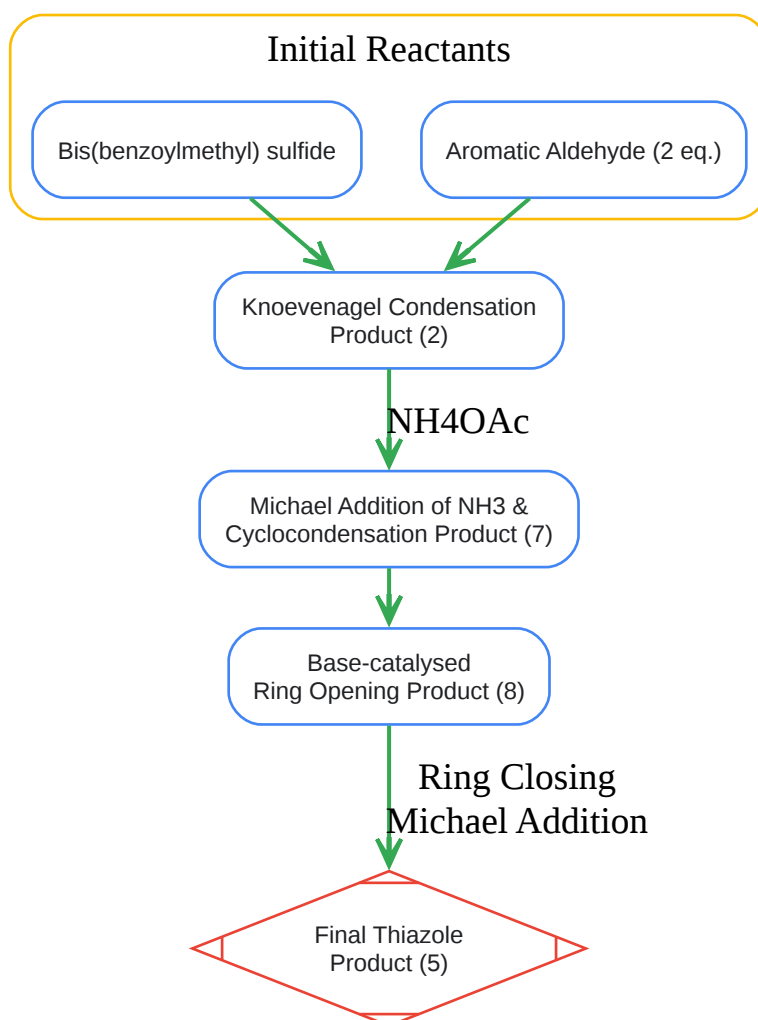 Initial Reactants
Bis(benzoylmethyl) sulfide
Aromatic Aldehyde (2 eq.)
Knoevenagel Condensation
Product (2)
NH4OAc
Michael Addition of NH3 &
Cyclocondensation Product (7)
Base-catalysed
Ring Opening Product (8)
Ring Closing
Michael Addition
Final Thiazole
Product (5)